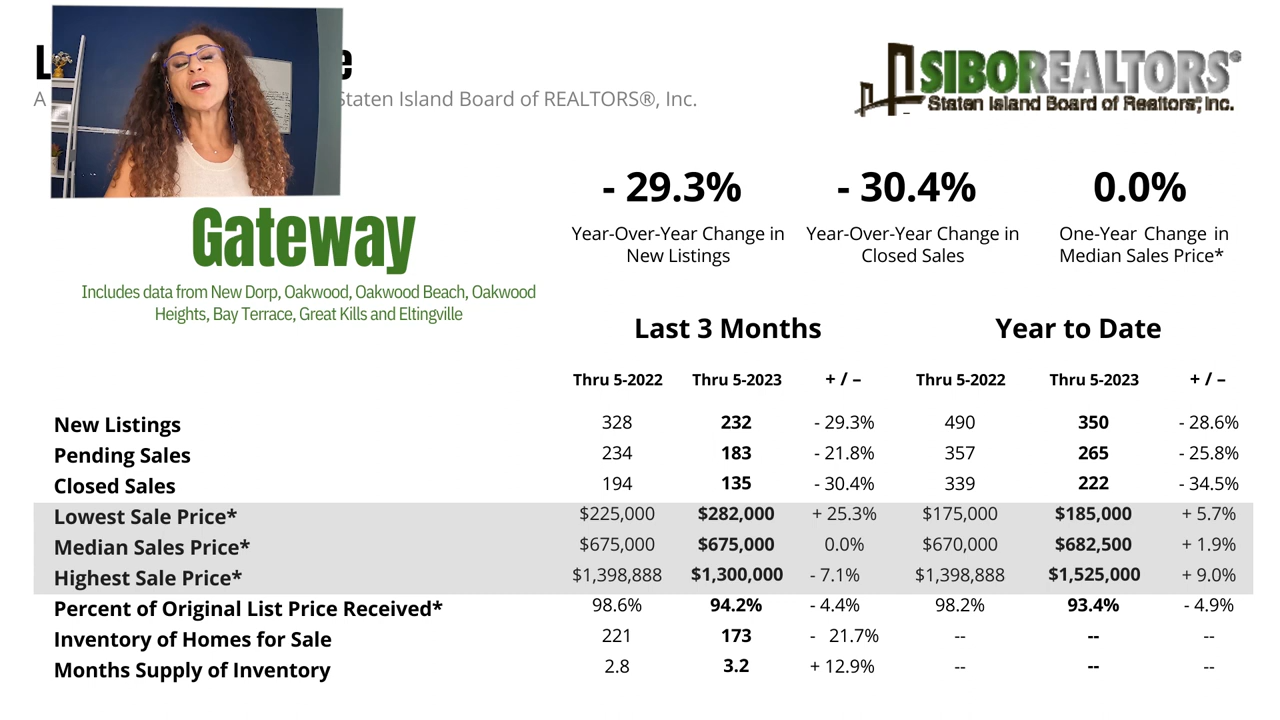 L e
A Staten Island Board of REALTORS®, Inc.
SIBOREALTORS®
Staten Island Board of Realtors®, Inc.
- 29.3%
- 30.4%
0.0%
Year-Over-Year Change in
New Listings
Year-Over-Year Change in
Closed Sales
One-Year Change in
Median Sales Price*
Gateway
Includes data from New Dorp, Oakwood, Oakwood Beach, Oakwood
Heights, Bay Terrace, Great Kills and Eltingville
Last 3 Months Year to Date
Thru 5-2022 Thru 5-2023 + / – Thru 5-2022 Thru 5-2023 + / –
New Listings 328 232 - 29.3% 490 350 - 28.6%
Pending Sales 234 183 - 21.8% 357 265 - 25.8%
Closed Sales 194 135 - 30.4% 339 222 - 34.5%
Lowest Sale Price* $225,000 $282,000 + 25.3% $175,000 $185,000 + 5.7%
Median Sales Price* $675,000 $675,000 0.0% $670,000 $682,500 + 1.9%
Highest Sale Price* $1,398,888 $1,300,000 - 7.1% $1,398,888 $1,525,000 + 9.0%
Percent of Original List Price Received* 98.6% 94.2% - 4.4% 98.2% 93.4% - 4.9%
Inventory of Homes for Sale 221 173 - 21.7% -- -- --
Months Supply of Inventory 2.8 3.2 + 12.9% -- -- --